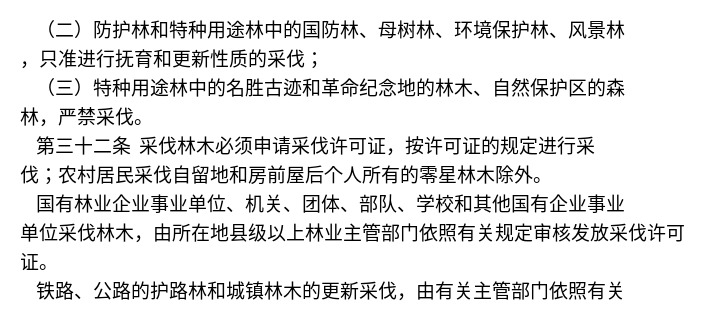 （二）防护林和特种用途林中的国防林、母树林、环境保护林、风景林
，只准进行抚育和更新性质的采伐；
（三）特种用途林中的名胜古迹和革命纪念地的林木、自然保护区的森
林，严禁采伐。
第三十二条 采伐林木必须申请采伐许可证，按许可证的规定进行采
伐；农村居民采伐自留地和房前屋后个人所有的零星林木除外。
国有林业企业事业单位、机关、团体、部队、学校和其他国有企业事业
单位采伐林木，由所在地县级以上林业主管部门依照有关规定审核发放采伐许可
证。
铁路、公路的护路林和城镇林木的更新采伐，由有关主管部门依照有关